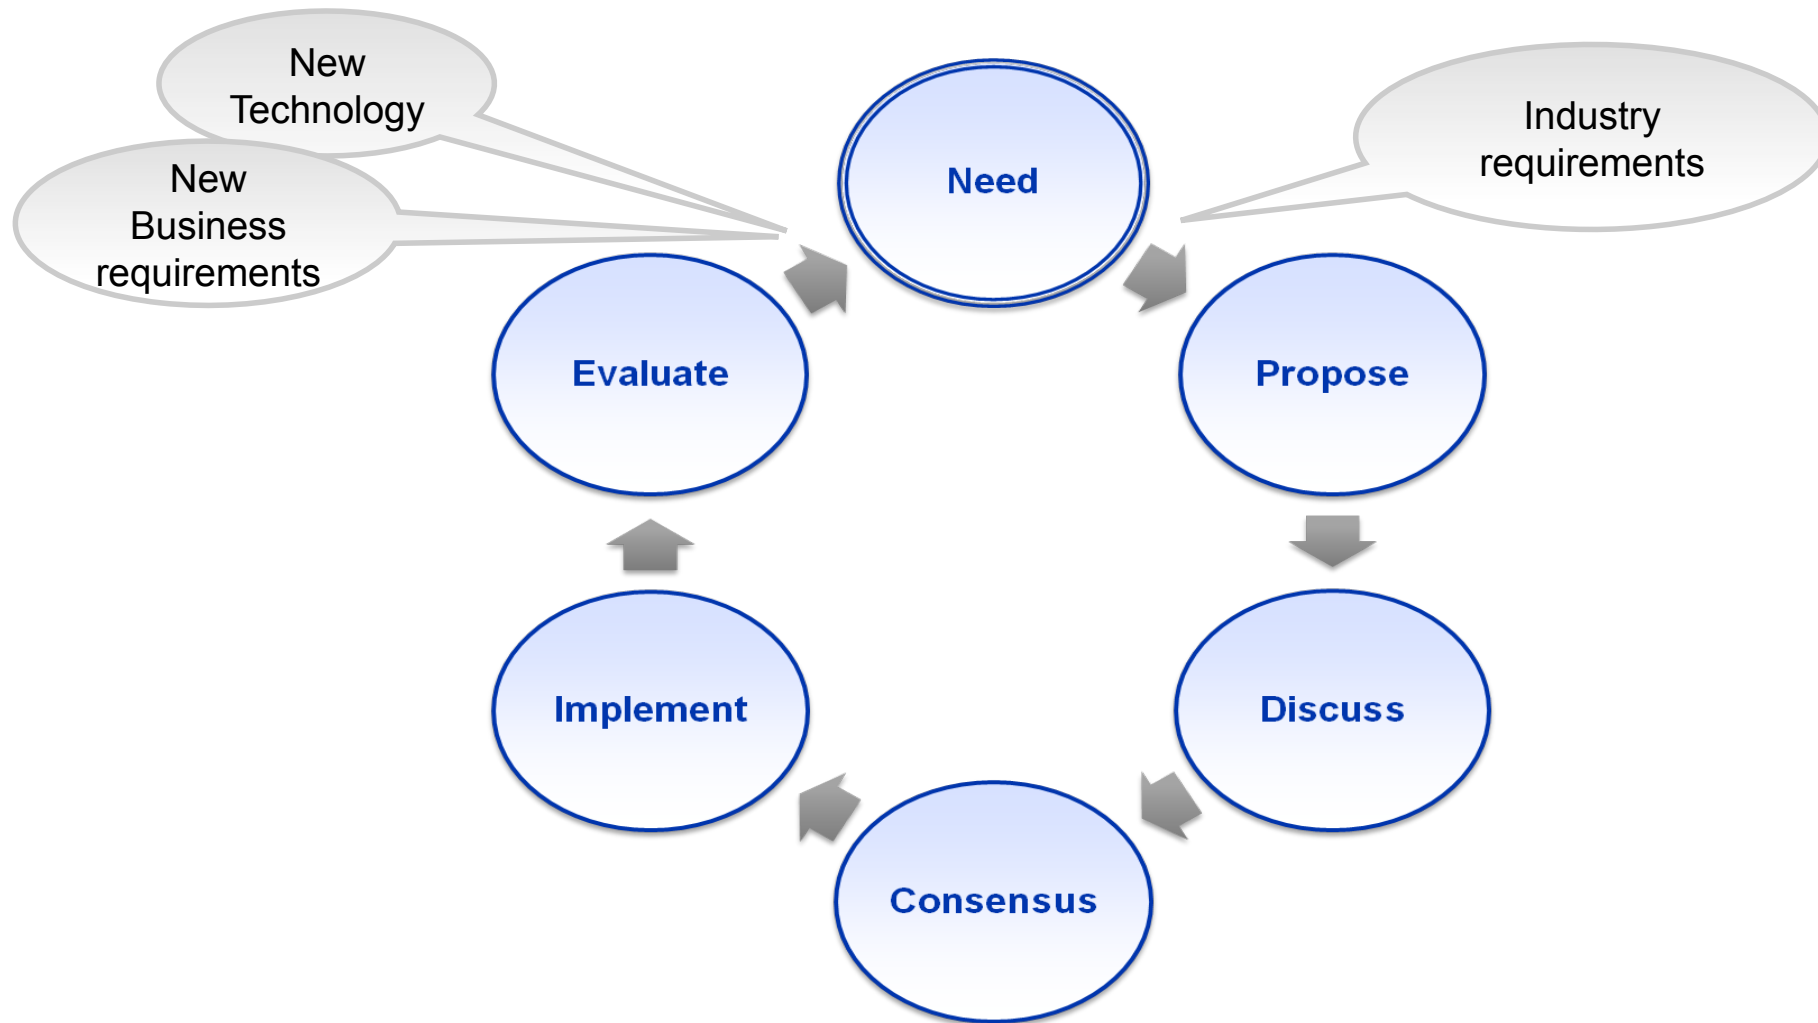 New
Technology
New
Business
requirements
Industry
requirements
Need
Evaluate
Propose
Implement
Discuss
Consensus